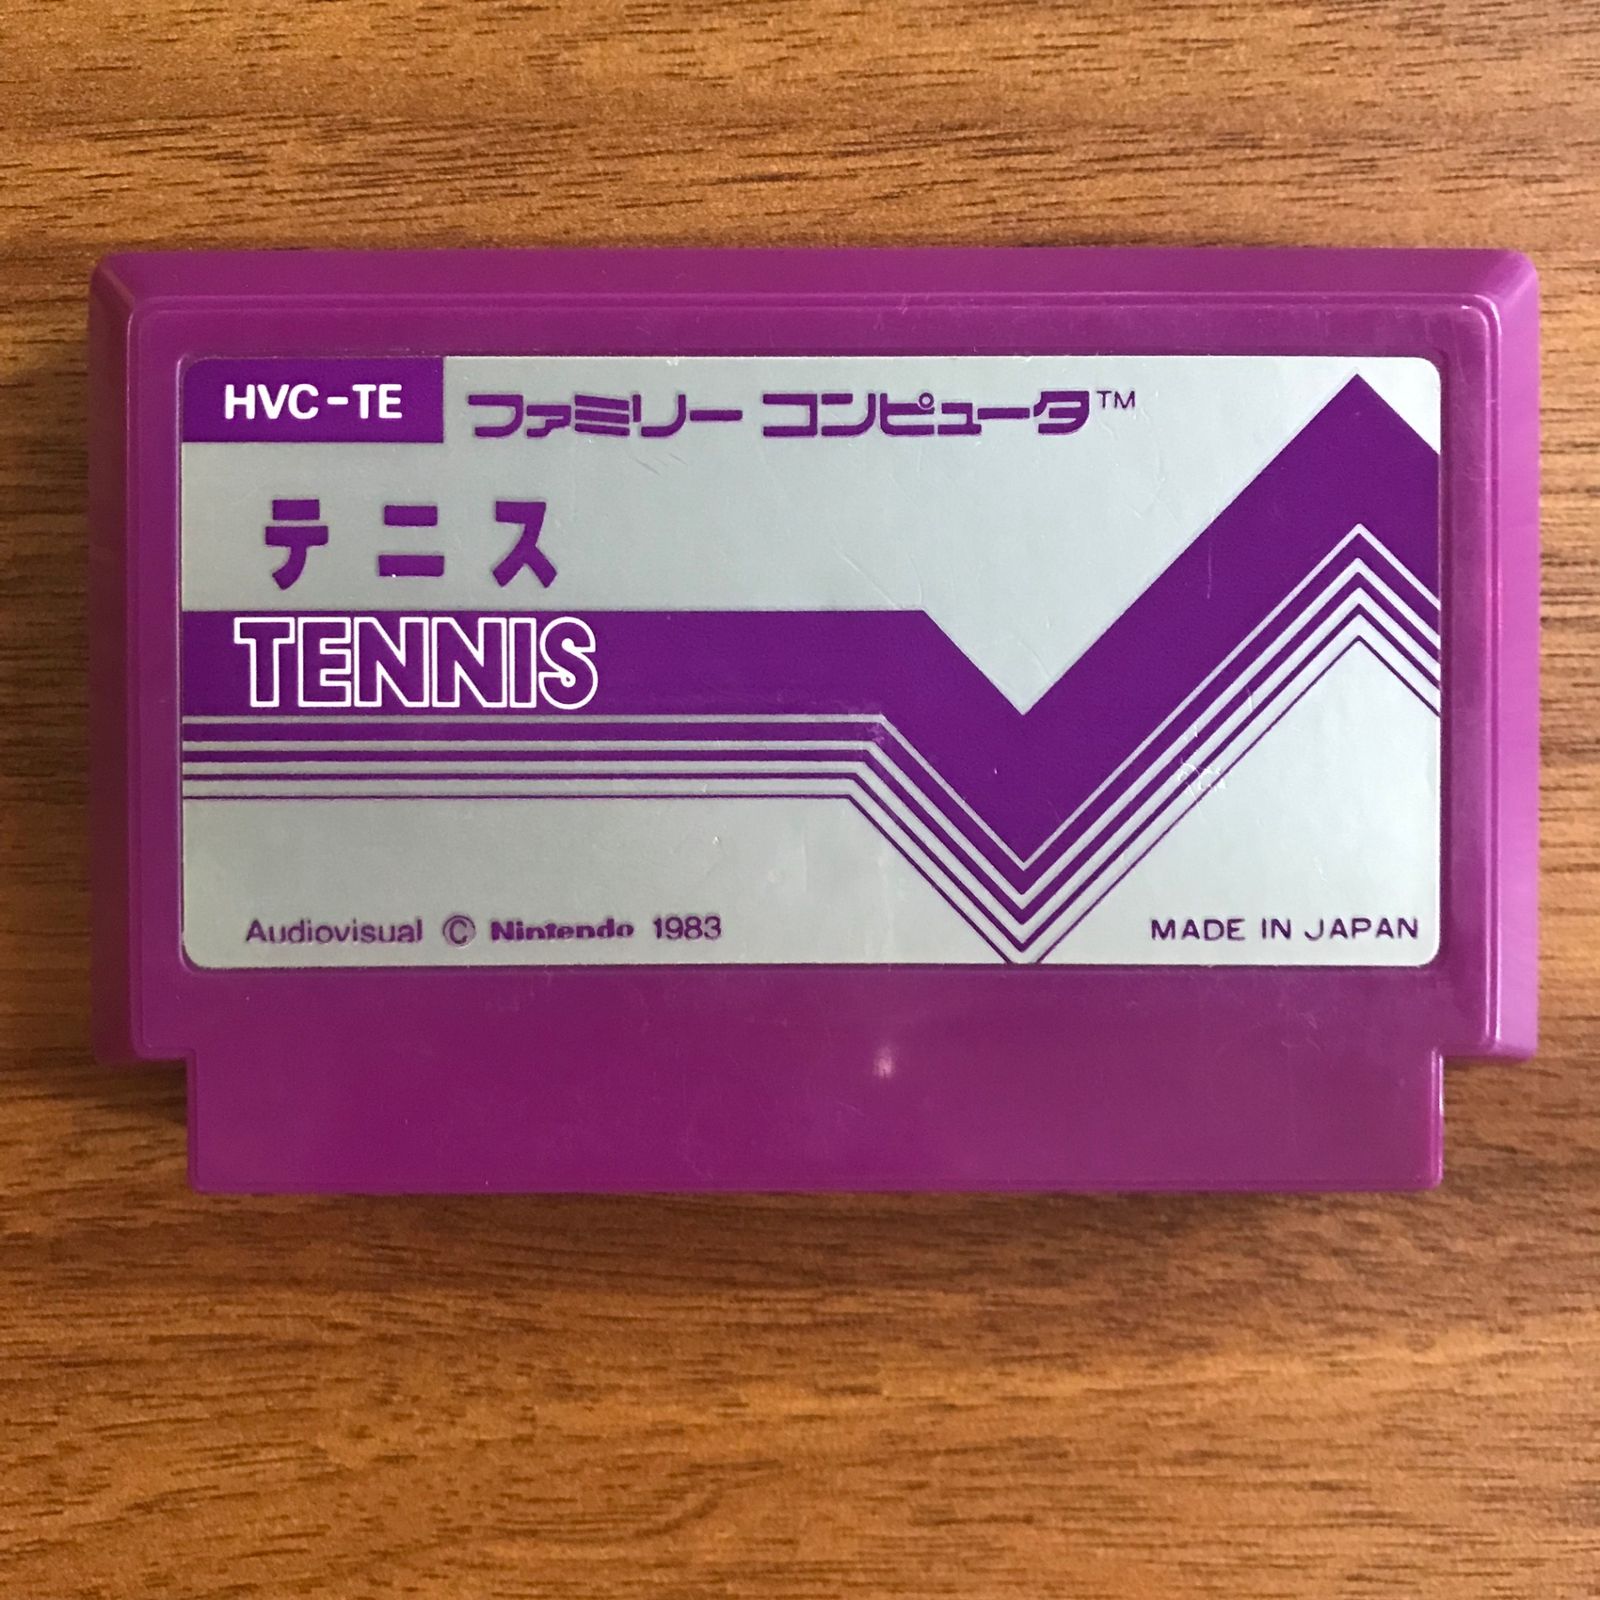 HVC-TE ファミリー コンピュータ™
テニス
TENNIS
Audiovisual © Nintendo 1983
MADE IN JAPAN